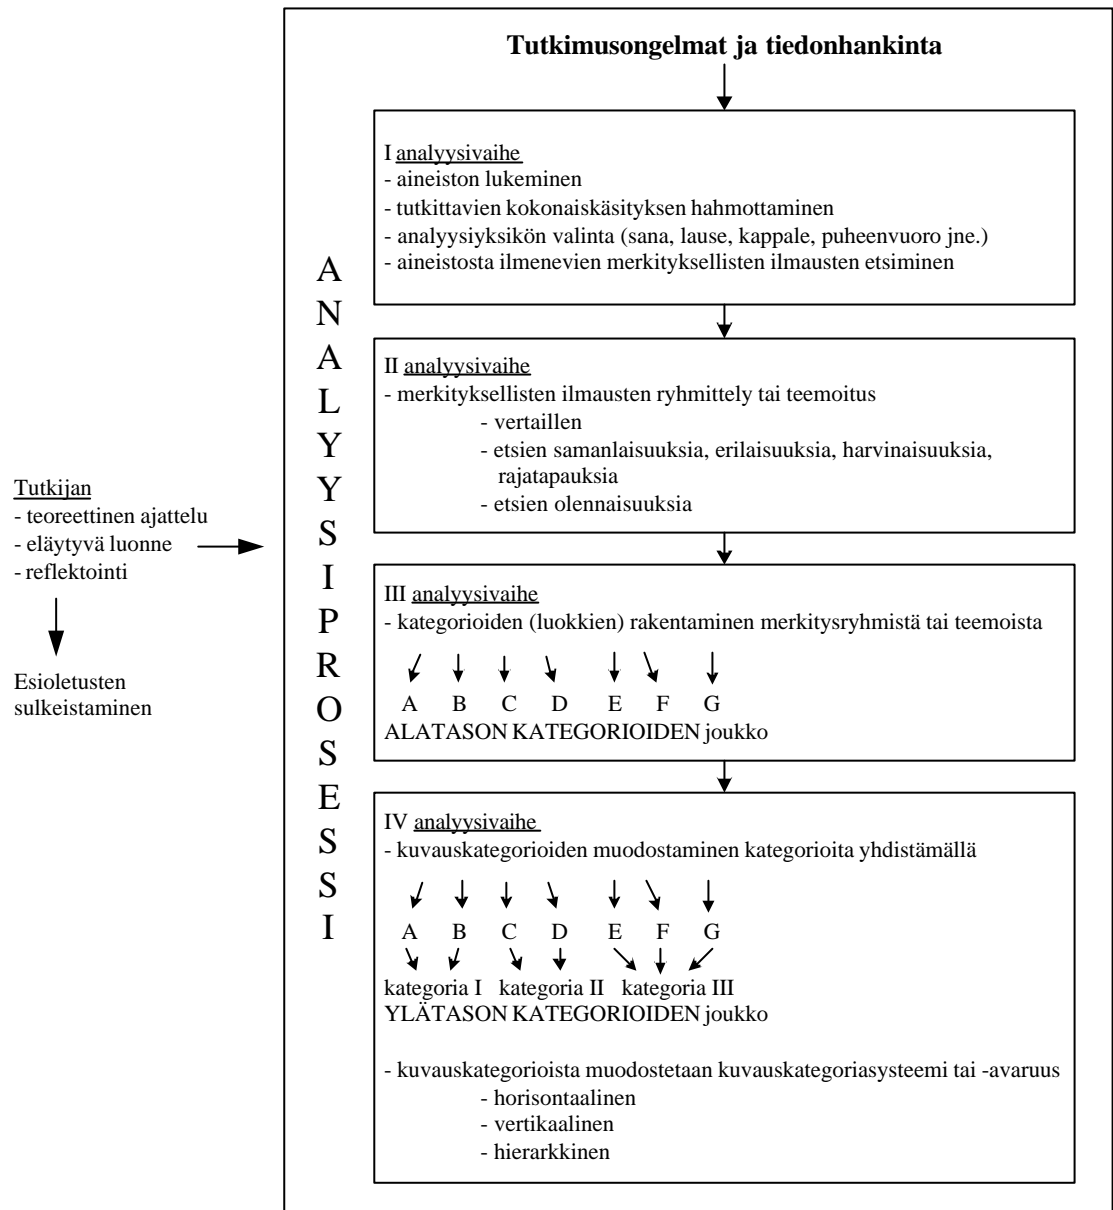 Tutkimusongelmat ja tiedonhankinta
I analyysivaihe
- aineiston lukeminen
- tutkittavien kokonaiskäsityksen hahmottaminen
- analyysiyksikön valinta (sana, lause, kappale, puheenvuoro jne.)
- aineistosta ilmenevien merkityksellisten ilmausten etsiminen
II analyysivaihe
- merkityksellisten ilmausten ryhmittely tai teemoitus
- vertaillen
- etsien samanlaisuuksia, erilaisuuksia, harvinaisuuksia,
rajatapauksia
- etsien olennaisuuksia
III analyysivaihe
- kategorioiden (luokkien) rakentaminen merkitysryhmistä tai teemoista
A B C D E F G
ALATASON KATEGORIOIDEN joukko
IV analyysivaihe
- kuvauskategorioiden muodostaminen kategorioita yhdistämällä
A B C D E F G
kategoria I kategoria II kategoria III
YLÄTASON KATEGORIOIDEN joukko
- kuvauskategorioista muodostetaan kuvauskategoriasysteemi tai -avaruus
- horisontaalinen
- vertikaalinen
- hierarkkinen
ANALYYSIPROSESSI
Tutkijan
- teoreettinen ajattelu
- eläytyvä luonne
- reflektointi
Esioletusten
sulkeistaminen